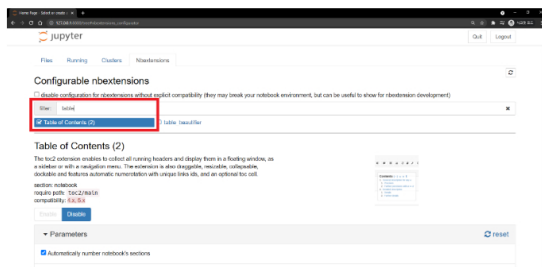 Home Page - Select or create a n
jupyter
Quit
Logout
Files
Running
Clusters
Nbextensions
Configurable nbextensions
disable configuration for nbextensions without explicit compatibility (they may break your notebook environment, but can be useful to show for nbextension development)
filter:
table
Table of Contents (2)
table_beautifier
Table of Contents (2)
The toc2 extension enables to collect all running headers and display them in a floating window, as
a sidebar or with a navigation menu. The extension is also draggable, resizable, collapsable,
dockable and features automatic numerotation with unique links ids, and an optional toc cell.
section: notebook
require path: toc2/main
compatibility: 4.x, 5.x
Enable
Disable
Parameters
reset
Automatically number notebook's sections